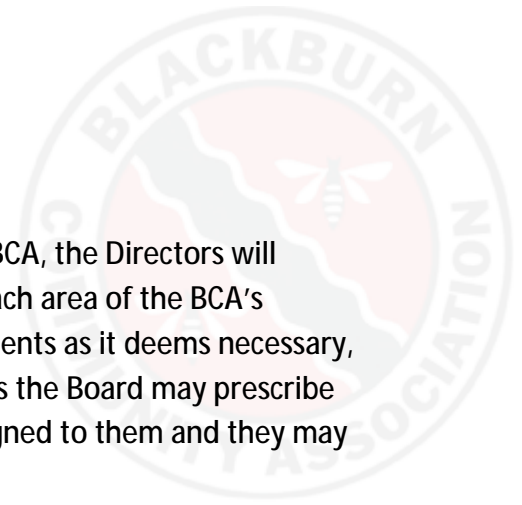 BLACKBURN
COMMUNITY ASSOCIATION
BCA, the Directors will
ach area of the BCA's
ents as it deems necessary,
s the Board may prescribe
gned to them and they may